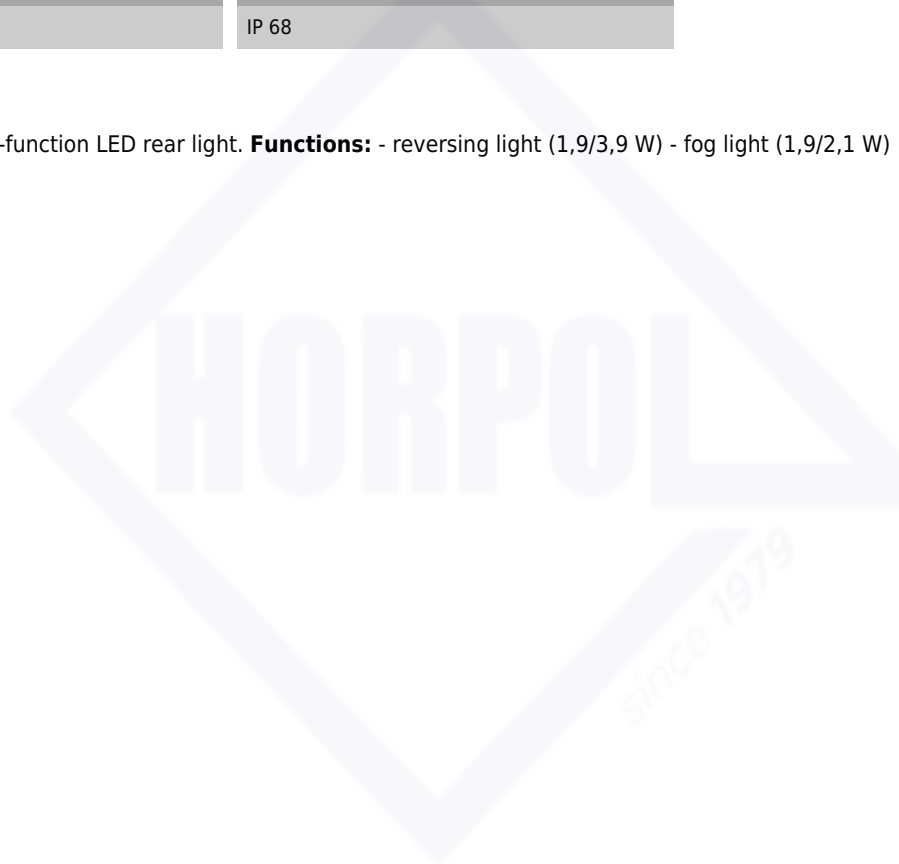 IP 68
-function LED rear light. Functions: - reversing light (1,9/3,9 W) - fog light (1,9/2,1 W)
HORPOL
since 1979